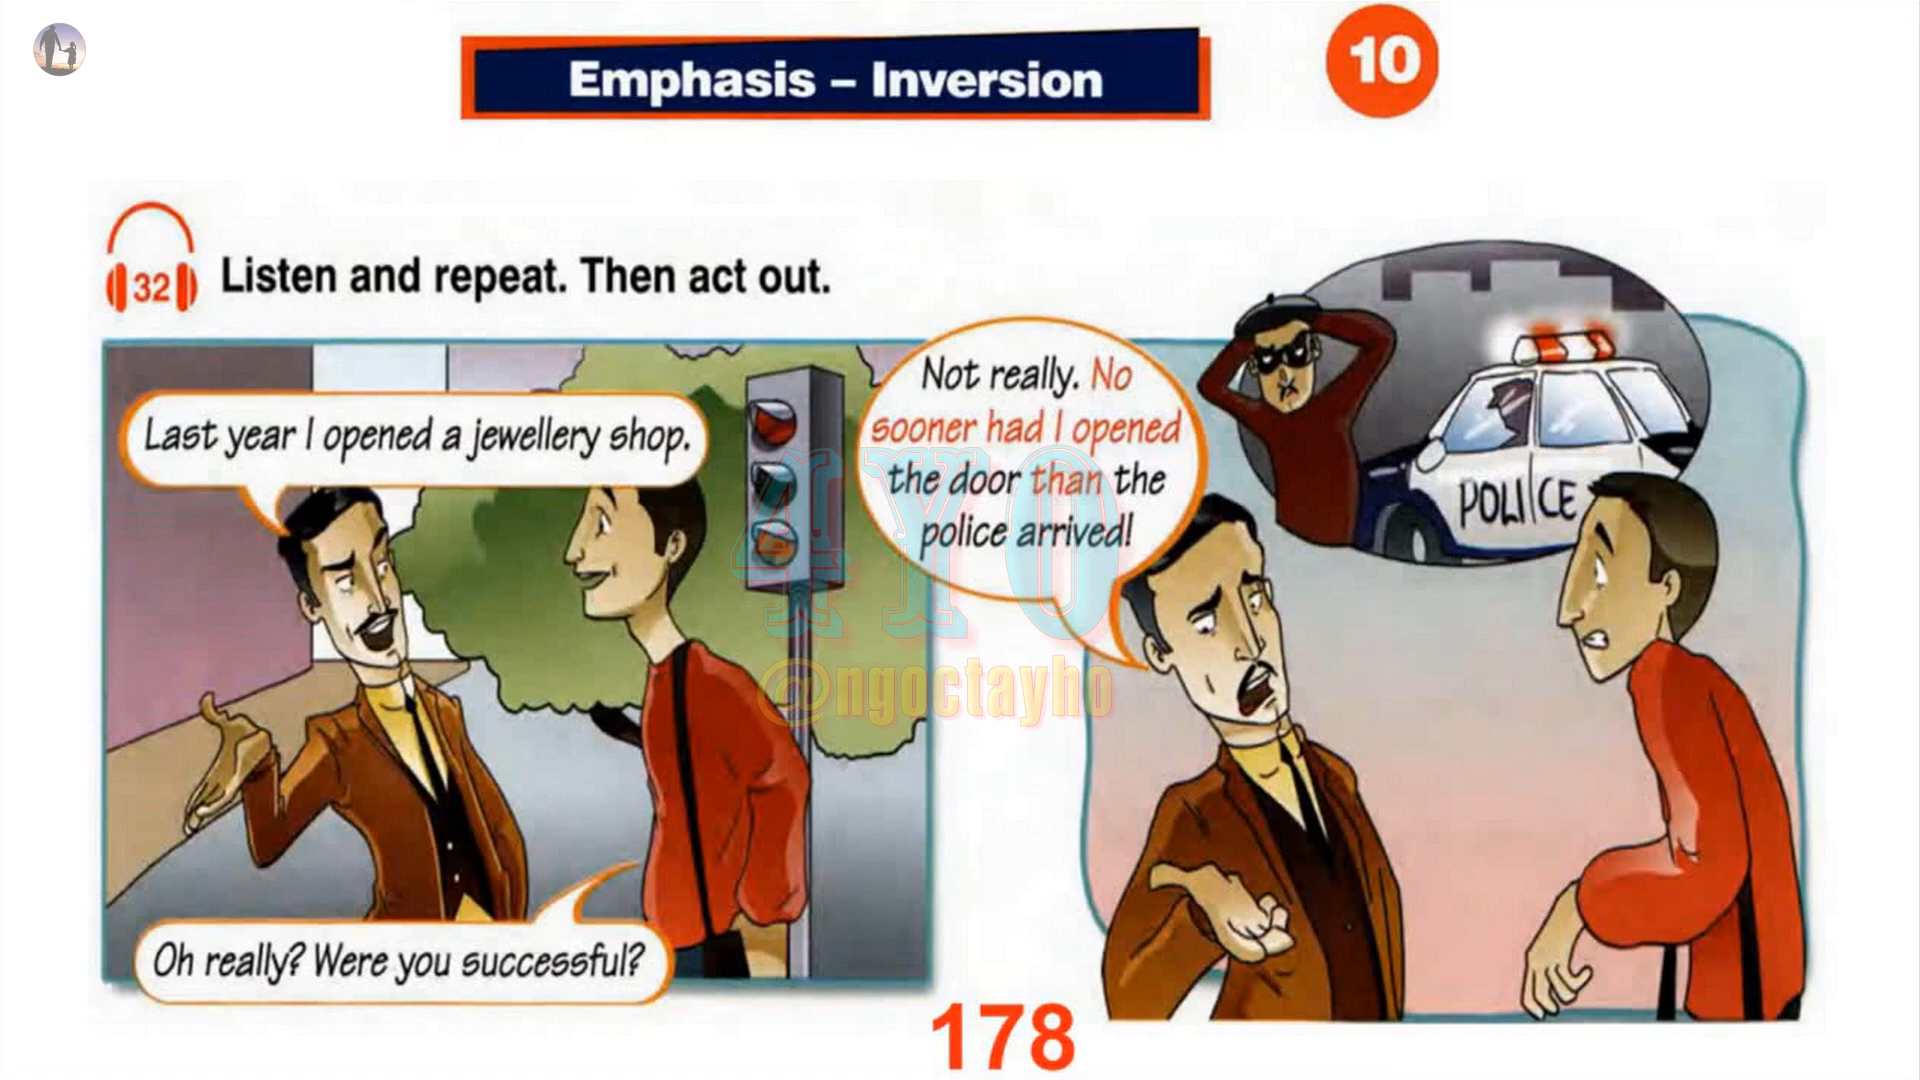 Emphasis – Inversion
10
32 Listen and repeat. Then act out.
Last year I opened a jewellery shop.
Oh really? Were you successful?
Not really. No
sooner had I opened
the door than the
police arrived!
POLICE
4YO
@ngoctayho
178